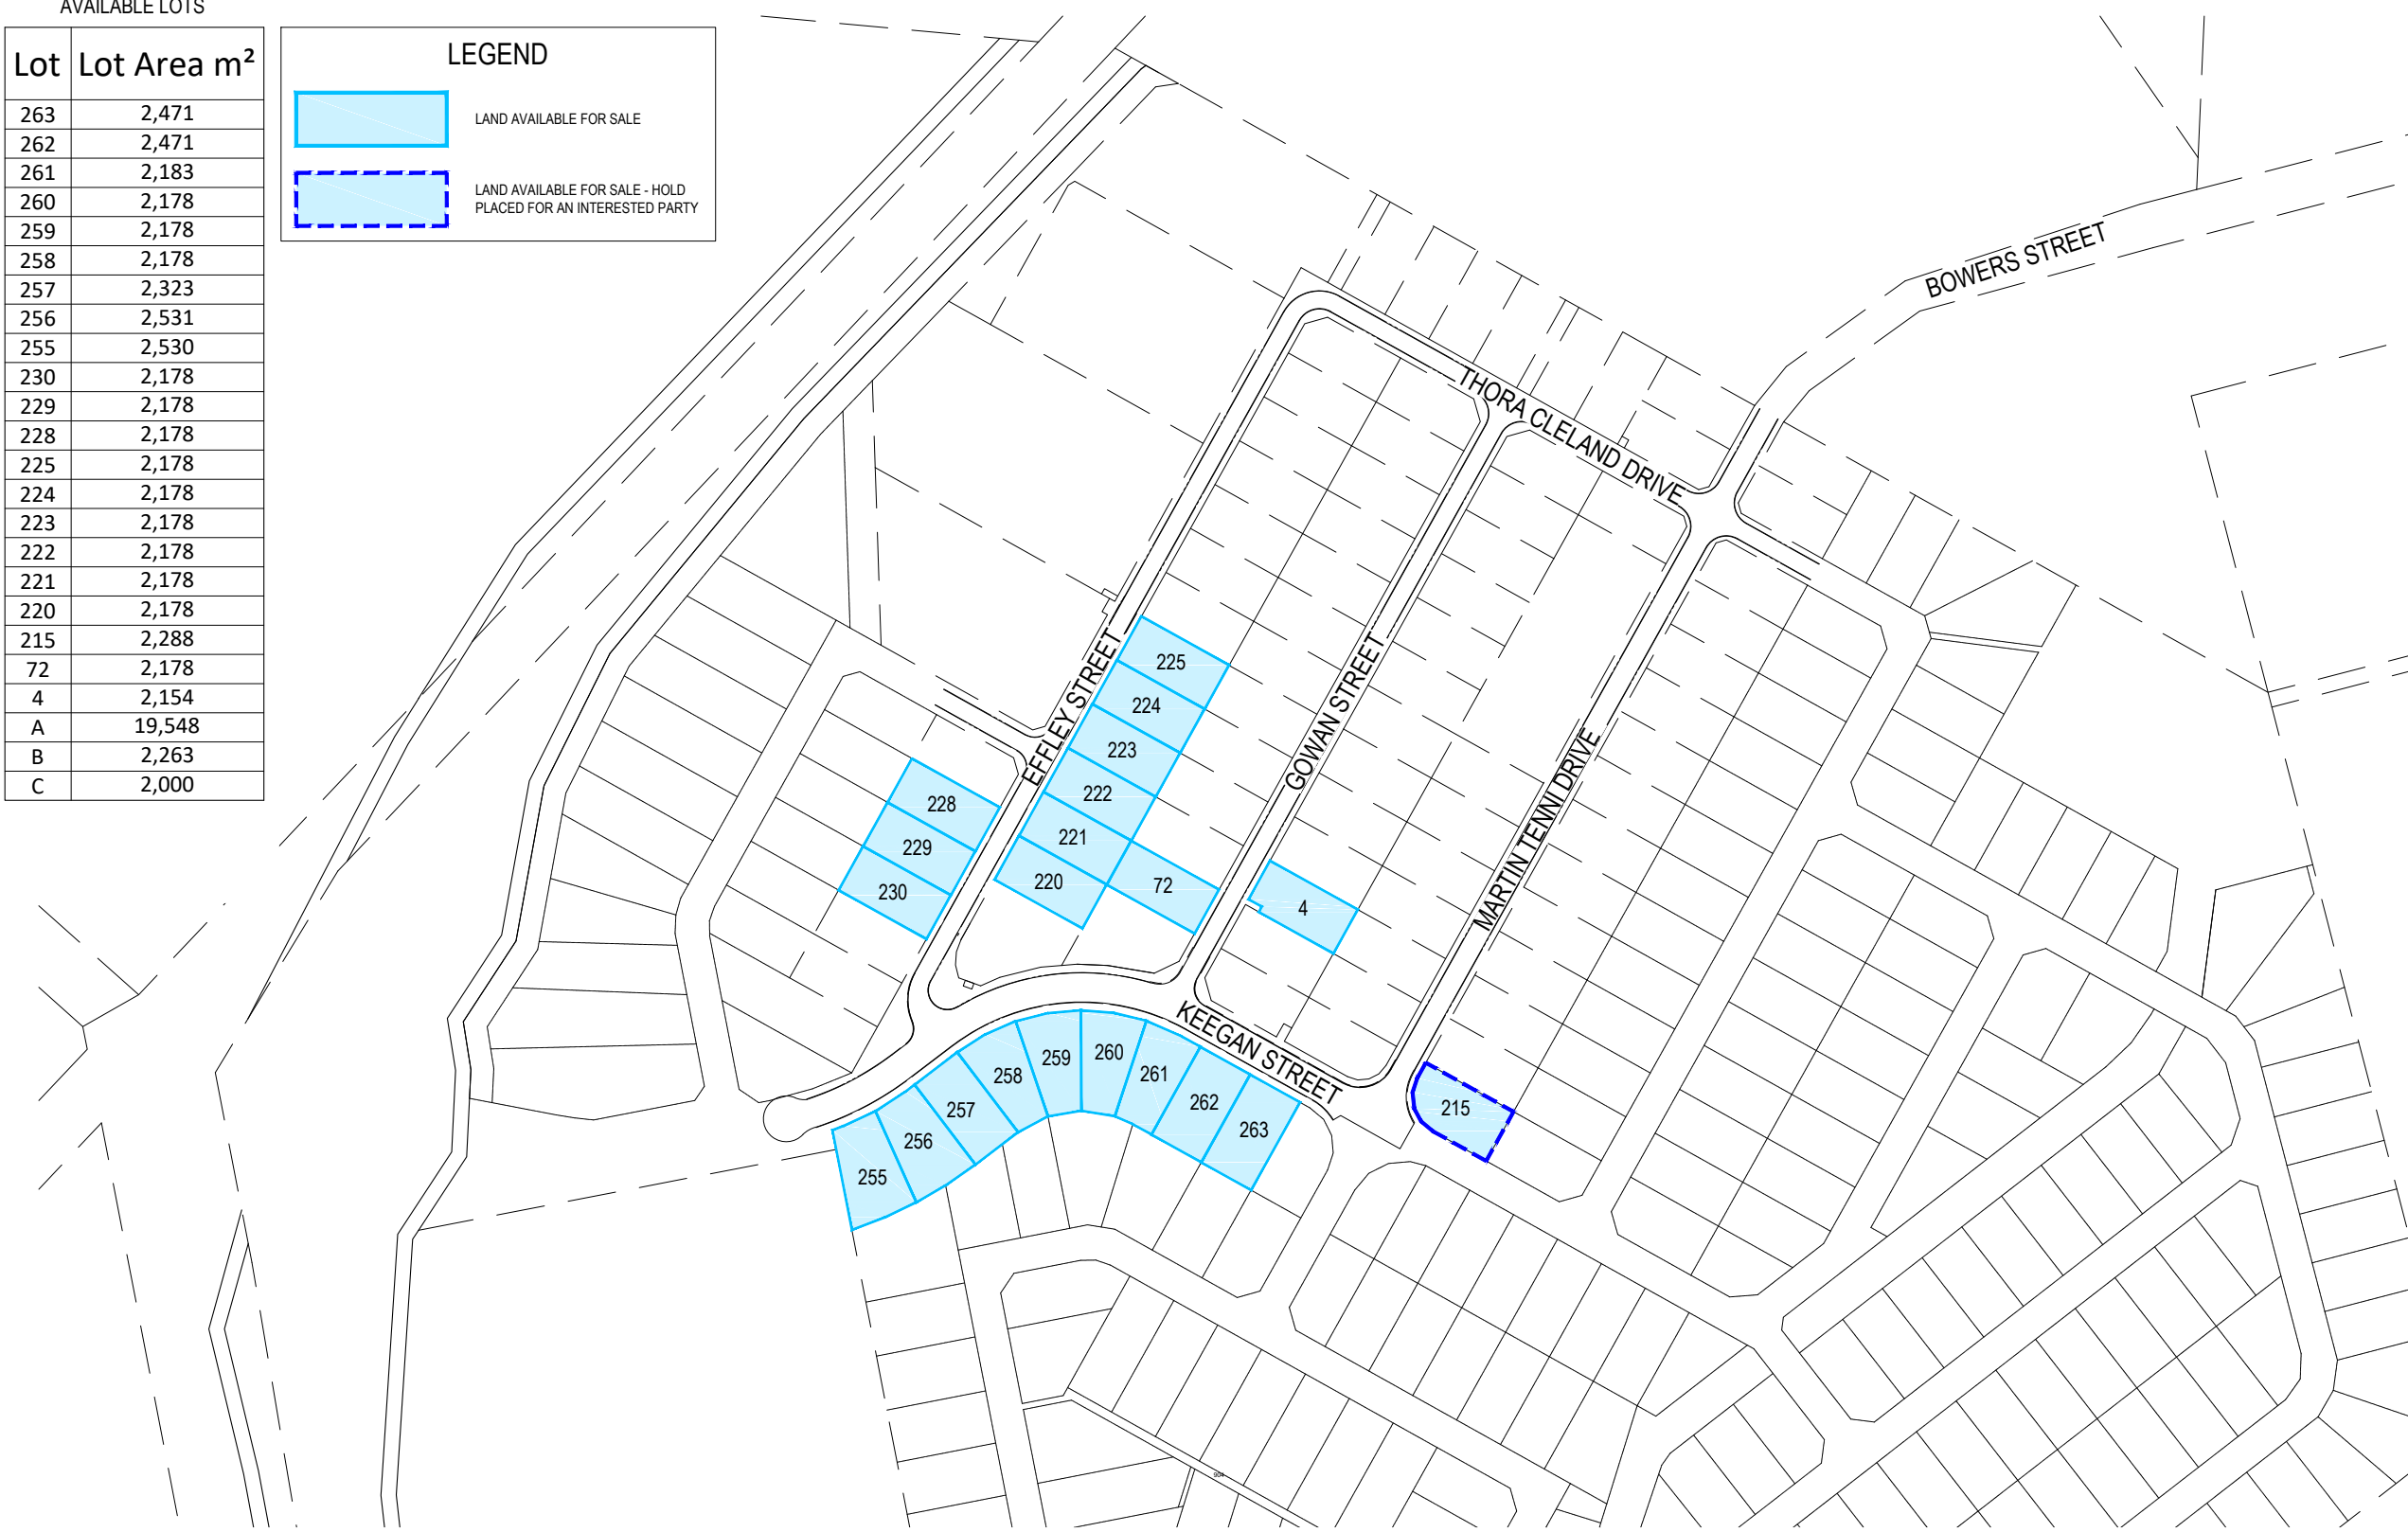 AVAILABLE LOTS
Lot Lot Area m²
263 2,471
262 2,471
261 2,183
260 2,178
259 2,178
258 2,178
257 2,323
256 2,531
255 2,530
230 2,178
229 2,178
228 2,178
225 2,178
224 2,178
223 2,178
222 2,178
221 2,178
220 2,178
215 2,288
72 2,178
4 2,154
A 19,548
B 2,263
C 2,000
LEGEND
LAND AVAILABLE FOR SALE
LAND AVAILABLE FOR SALE - HOLD
PLACED FOR AN INTERESTED PARTY
BOWERS STREET
THORA CLELAND DRIVE
EFFLEY STREET
GOWAN STREET
MARTIN TENNI DRIVE
KEEGAN STREET
225
224
223
222
221
220
72
228
229
230
4
215
255
256
257
258
259
260
261
262
263